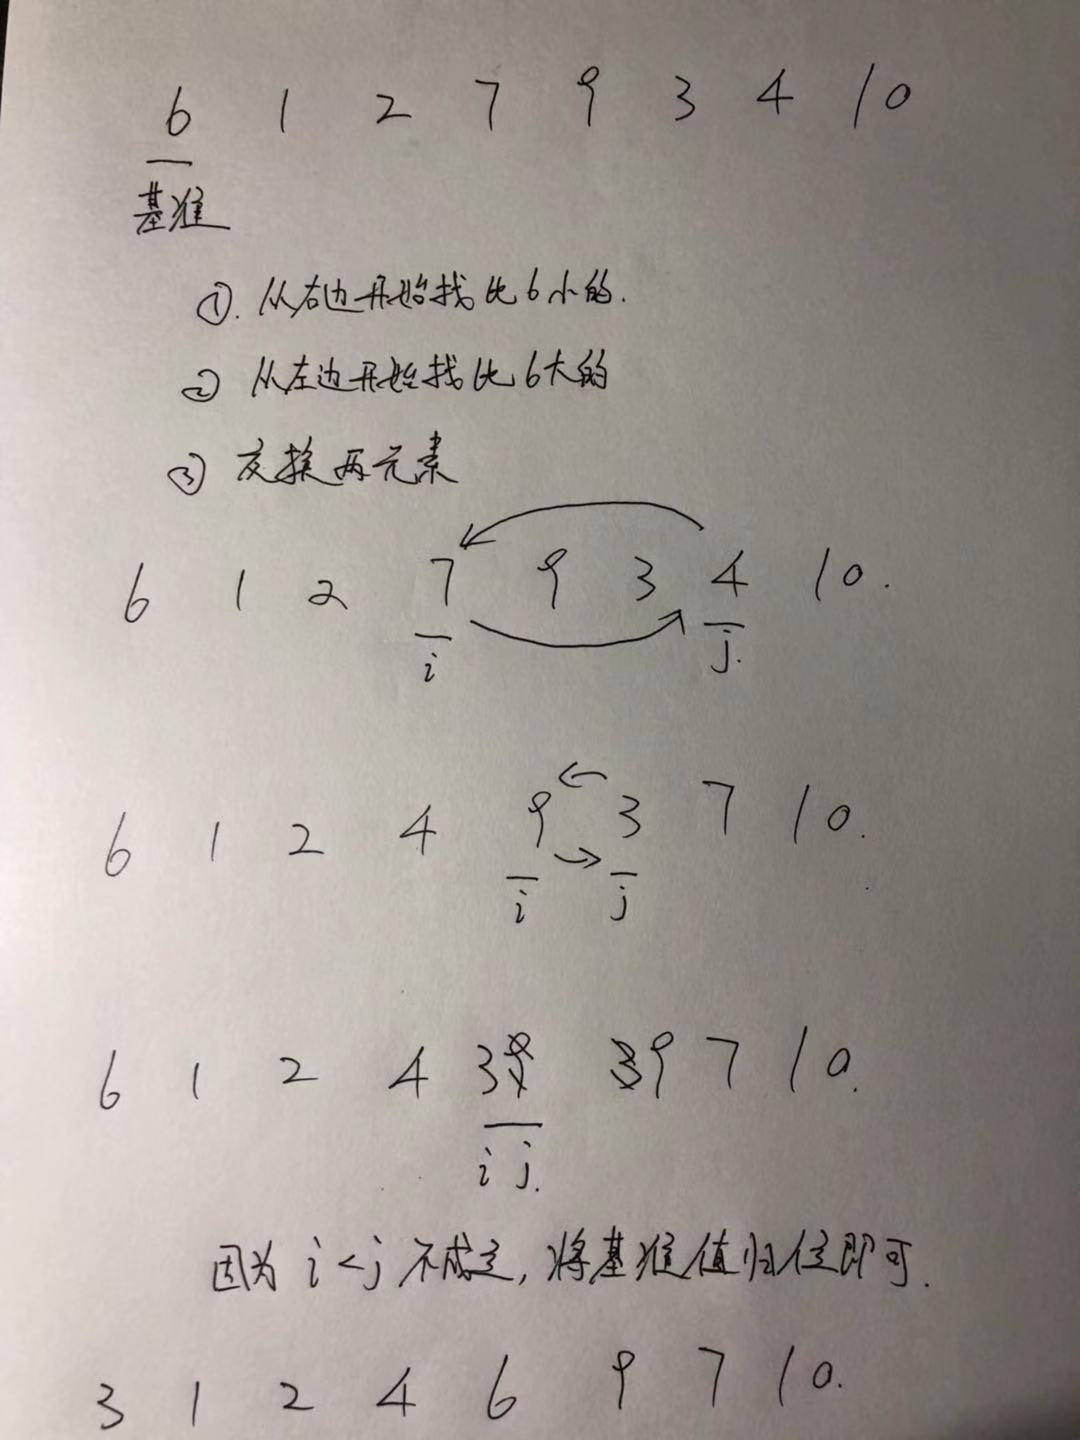 6 1 2 7 9 3 4 10
基准
①. 从右边开始找比6小的.
② 从左边开始找比6大的
③ 交换两元素
6 1 2 7 9 3 4 10.
i j.
6 1 2 4 9 3 7 10.
i j
6 1 2 4 3 9 7 10.
i j.
因为 i<j 不成立, 将基准值归位即可.
3 1 2 4 6 9 7 10.